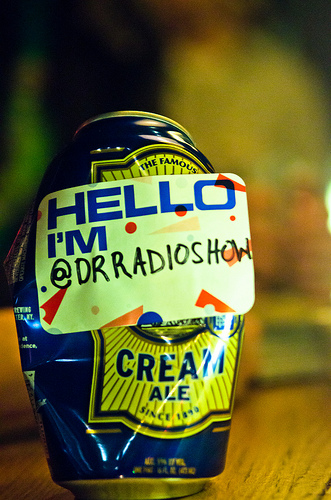 THE FAMOUS
HELLO
I'M
@DRRADIOSHOW
CREAM
ALE
SINCE 1890